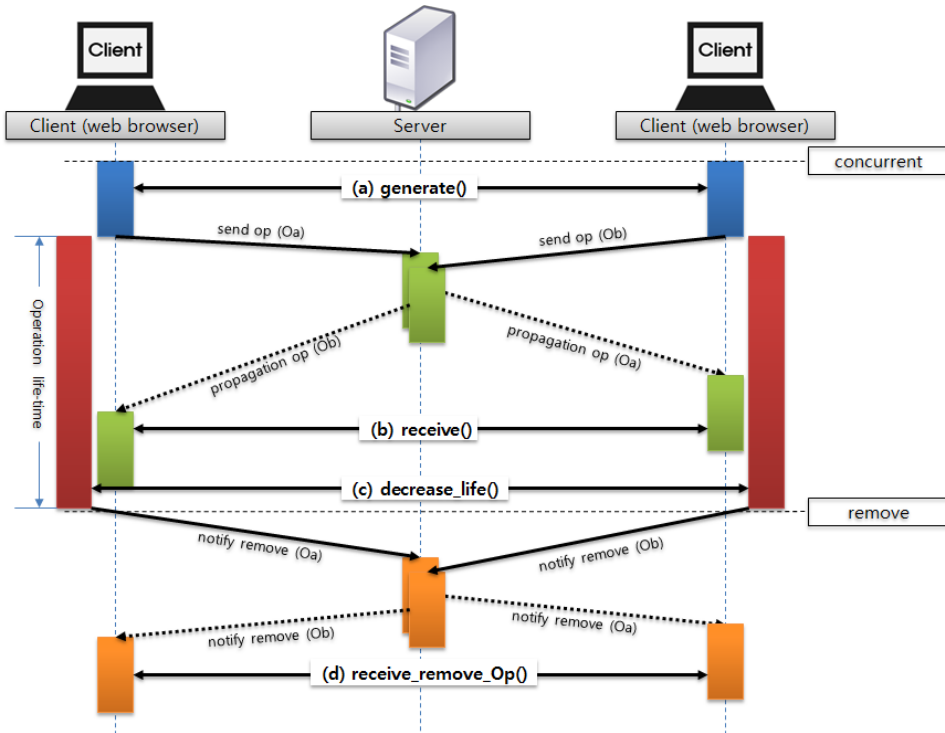 Client
Client
Client (web browser)
Server
Client (web browser)
concurrent
(a) generate()
send op (Oa)
send op (Ob)
Operation life-time
propagation op (Ob)
propagation op (Oa)
(b) receive()
(c) decrease_life()
remove
notify remove (Oa)
notify remove (Ob)
notify remove (Ob)
notify remove (Oa)
(d) receive_remove_Op()